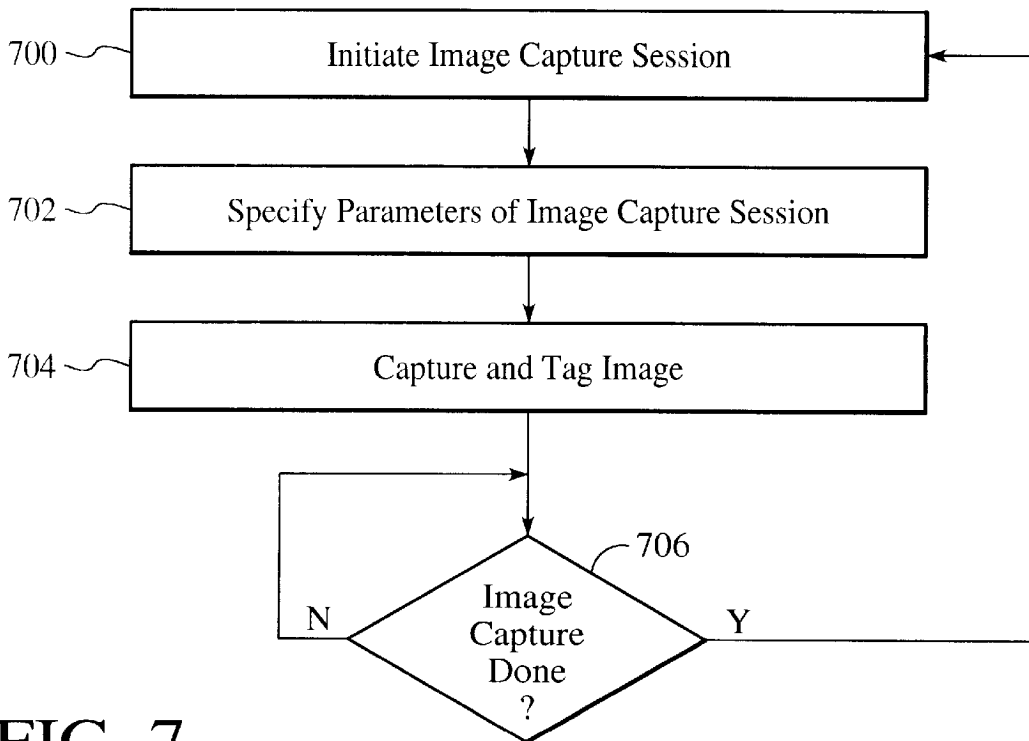 700
Initiate Image Capture Session
702
Specify Parameters of Image Capture Session
704
Capture and Tag Image
706
Image
Capture
Done
?
N
Y
FIG. 7